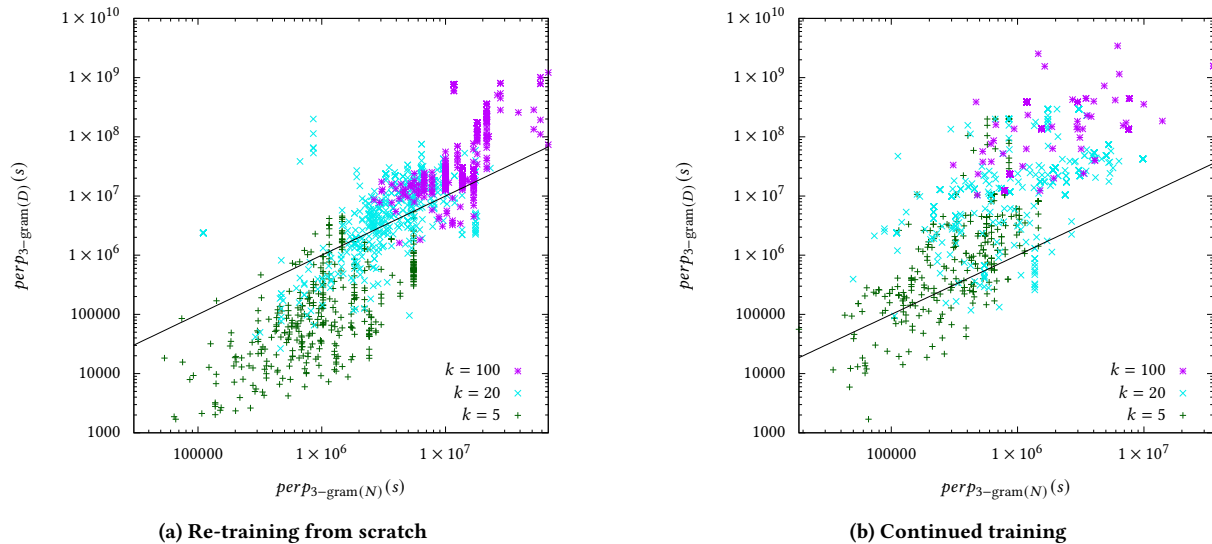 1 × 10^10
1 × 10^9
1 × 10^8
1 × 10^7
1 × 10^6
100000
10000
1000
perp_3−gram(D)(s)
k = 100
k = 20
k = 5
100000 1 × 10^6 1 × 10^7
perp_3−gram(N)(s)
(a) Re-training from scratch
1 × 10^10
1 × 10^9
1 × 10^8
1 × 10^7
1 × 10^6
100000
10000
1000
perp_3−gram(D)(s)
k = 100
k = 20
k = 5
100000 1 × 10^6 1 × 10^7
perp_3−gram(N)(s)
(b) Continued training